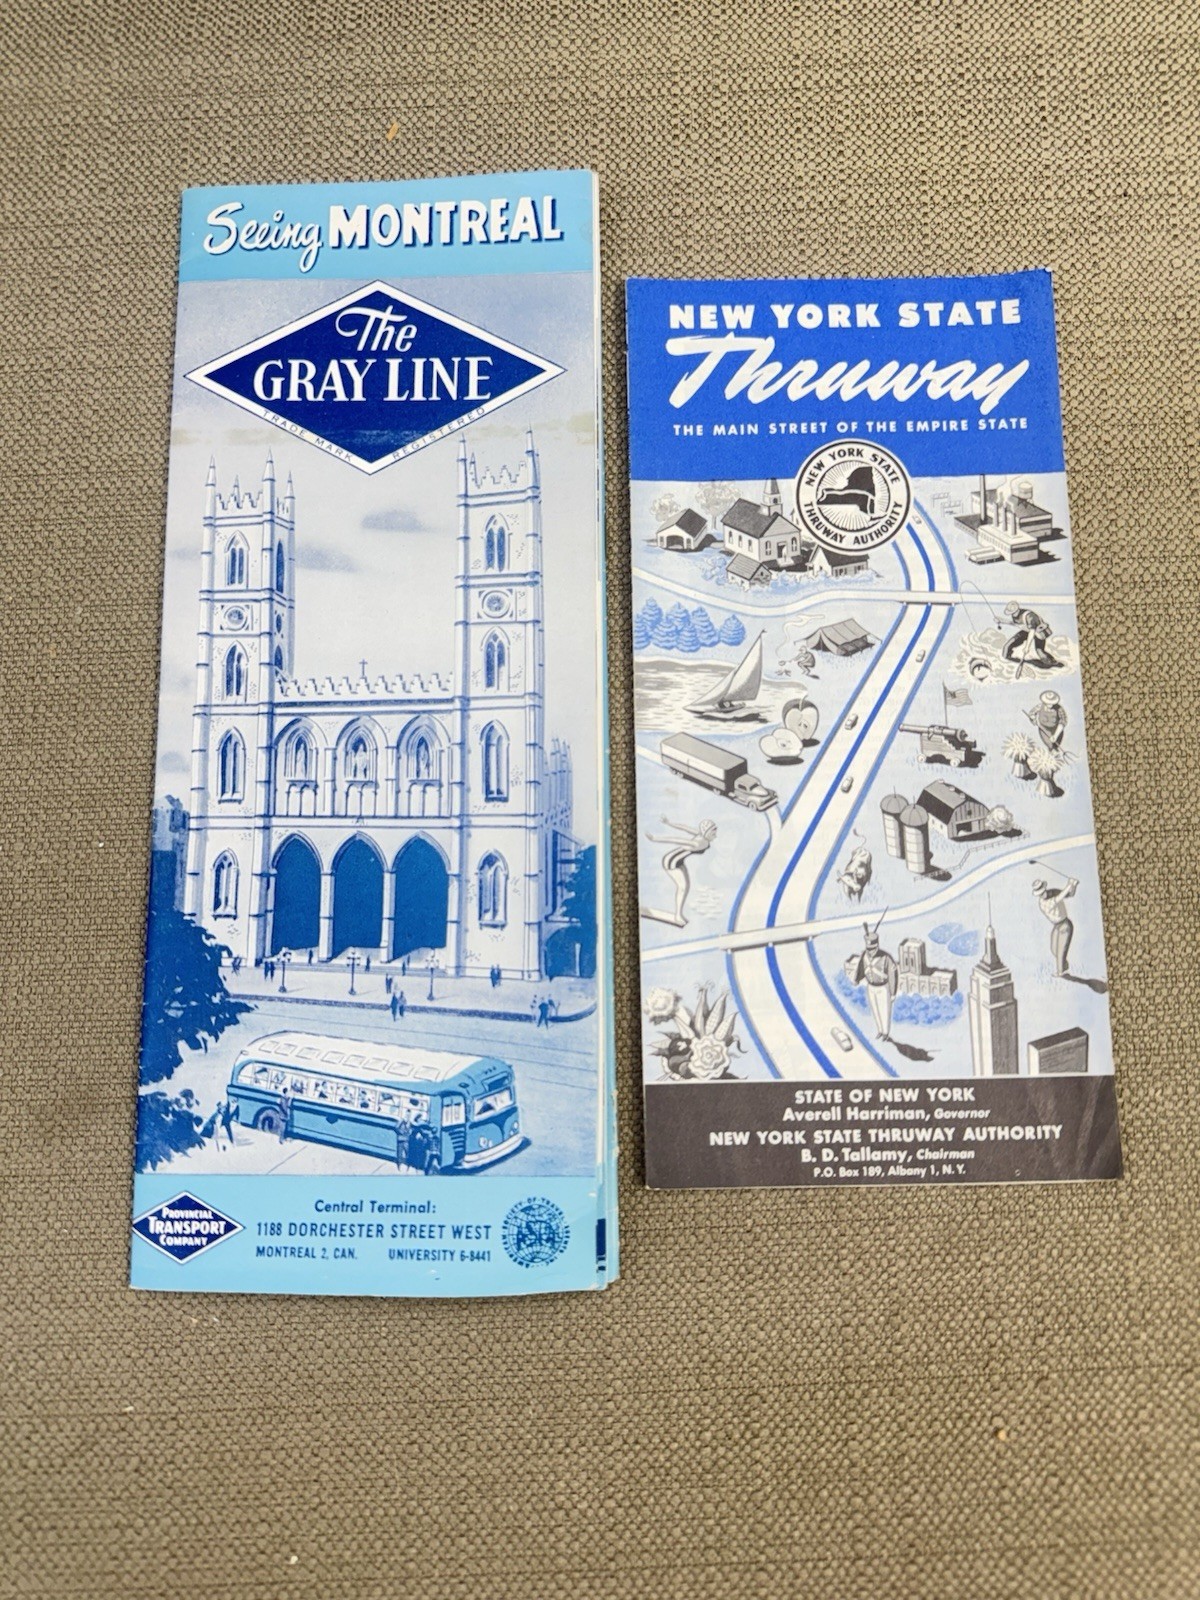 Seeing MONTREAL
The
GRAY LINE
TRADE MARK REGISTERED
PROVINCIAL
TRANSPORT
COMPANY
Central Terminal:
1188 DORCHESTER STREET WEST
MONTREAL 2, CAN. UNIVERSITY 6-8441
NEW YORK STATE
Thruway
THE MAIN STREET OF THE EMPIRE STATE
NEW YORK STATE
THRUWAY AUTHORITY
STATE OF NEW YORK
Averell Harriman, Governor
NEW YORK STATE THRUWAY AUTHORITY
B. D. Tallamy, Chairman
P.O. Box 189, Albany 1, N. Y.